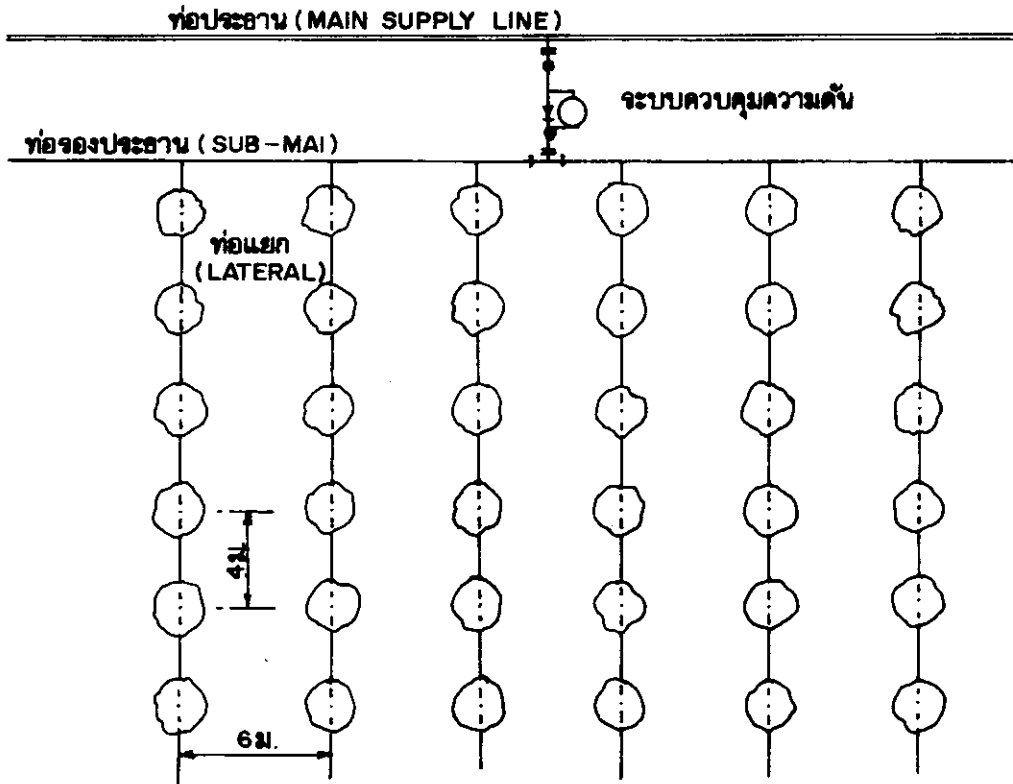 ท่อประธาน (MAIN SUPPLY LINE)
ระบบควบคุมความดัน
ท่อรองประธาน (SUB-MAI)
ท่อแยก
(LATERAL)
4ม.
6ม.